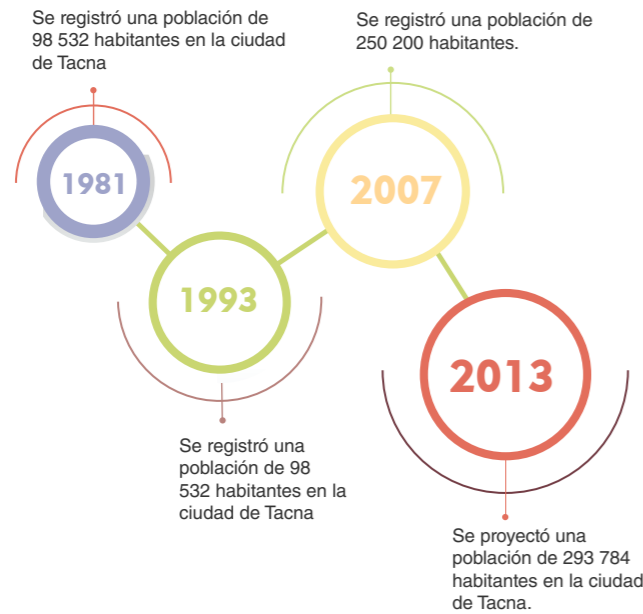 Se registró una población de
98 532 habitantes en la ciudad
de Tacna
1981
1993
Se registró una
población de 98
532 habitantes en la
ciudad de Tacna
Se registró una población de
250 200 habitantes.
2007
2013
Se proyectó una
población de 293 784
habitantes en la ciudad
de Tacna.